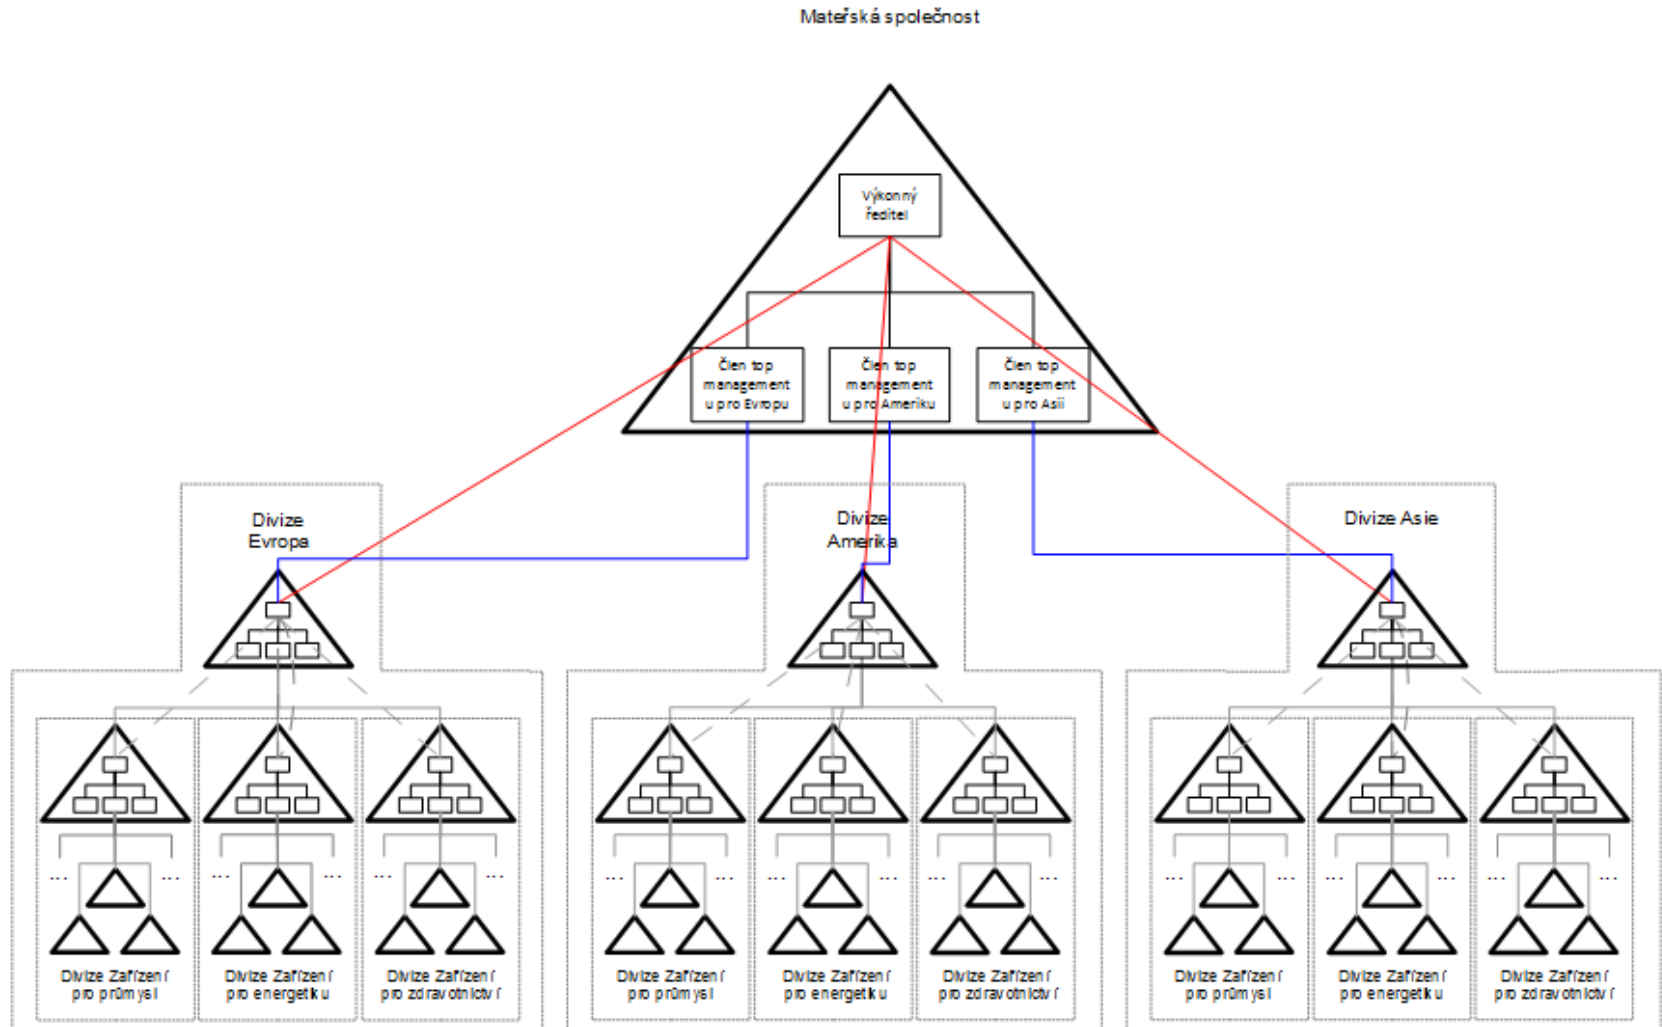 Mateřská společnost
Výkonný
ředitel
Člen top
management
u pro Evropu
Člen top
management
u pro Ameriku
Člen top
management
u pro Asii
Divize
Evropa
Divize
Amerika
Divize Asie
... ... ... ... ... ...
... ... ... ... ... ...
... ... ... ... ... ...
Divize Zařízení
pro průmysl
Divize Zařízení
pro energetiku
Divize Zařízení
pro zdravotnictví
Divize Zařízení
pro průmysl
Divize Zařízení
pro energetiku
Divize Zařízení
pro zdravotnictví
Divize Zařízení
pro průmysl
Divize Zařízení
pro energetiku
Divize Zařízení
pro zdravotnictví